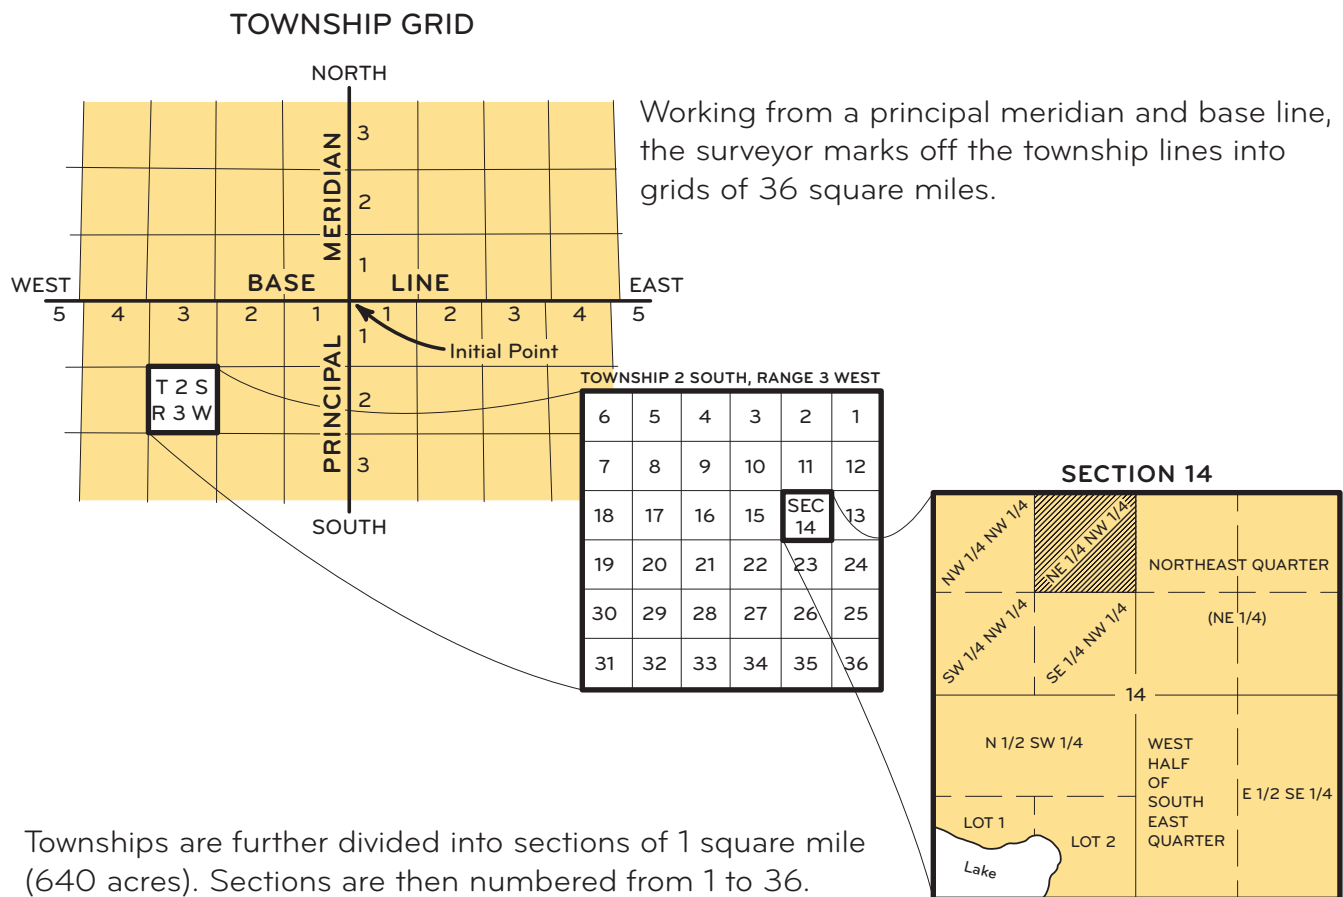 TOWNSHIP GRID
NORTH
Working from a principal meridian and base line,
the surveyor marks off the township lines into
grids of 36 square miles.
3
2
1
MERIDIAN
WEST
BASE
LINE
EAST
5
4
3
2
1
1
2
3
4
5
1
2
3
PRINCIPAL
Initial Point
T 2 S
R 3 W
SOUTH
TOWNSHIP 2 SOUTH, RANGE 3 WEST
6 5 4 3 2 1
7 8 9 10 11 12
18 17 16 15 SEC 14 13
19 20 21 22 23 24
30 29 28 27 26 25
31 32 33 34 35 36
SECTION 14
NW 1/4 NW 1/4
NE 1/4 NW 1/4
NORTHEAST QUARTER
(NE 1/4)
SW 1/4 NW 1/4
SE 1/4 NW 1/4
14
N 1/2 SW 1/4
WEST
HALF
OF
SOUTH
EAST
QUARTER
E 1/2 SE 1/4
LOT 1
LOT 2
Lake
Townships are further divided into sections of 1 square mile
(640 acres). Sections are then numbered from 1 to 36.